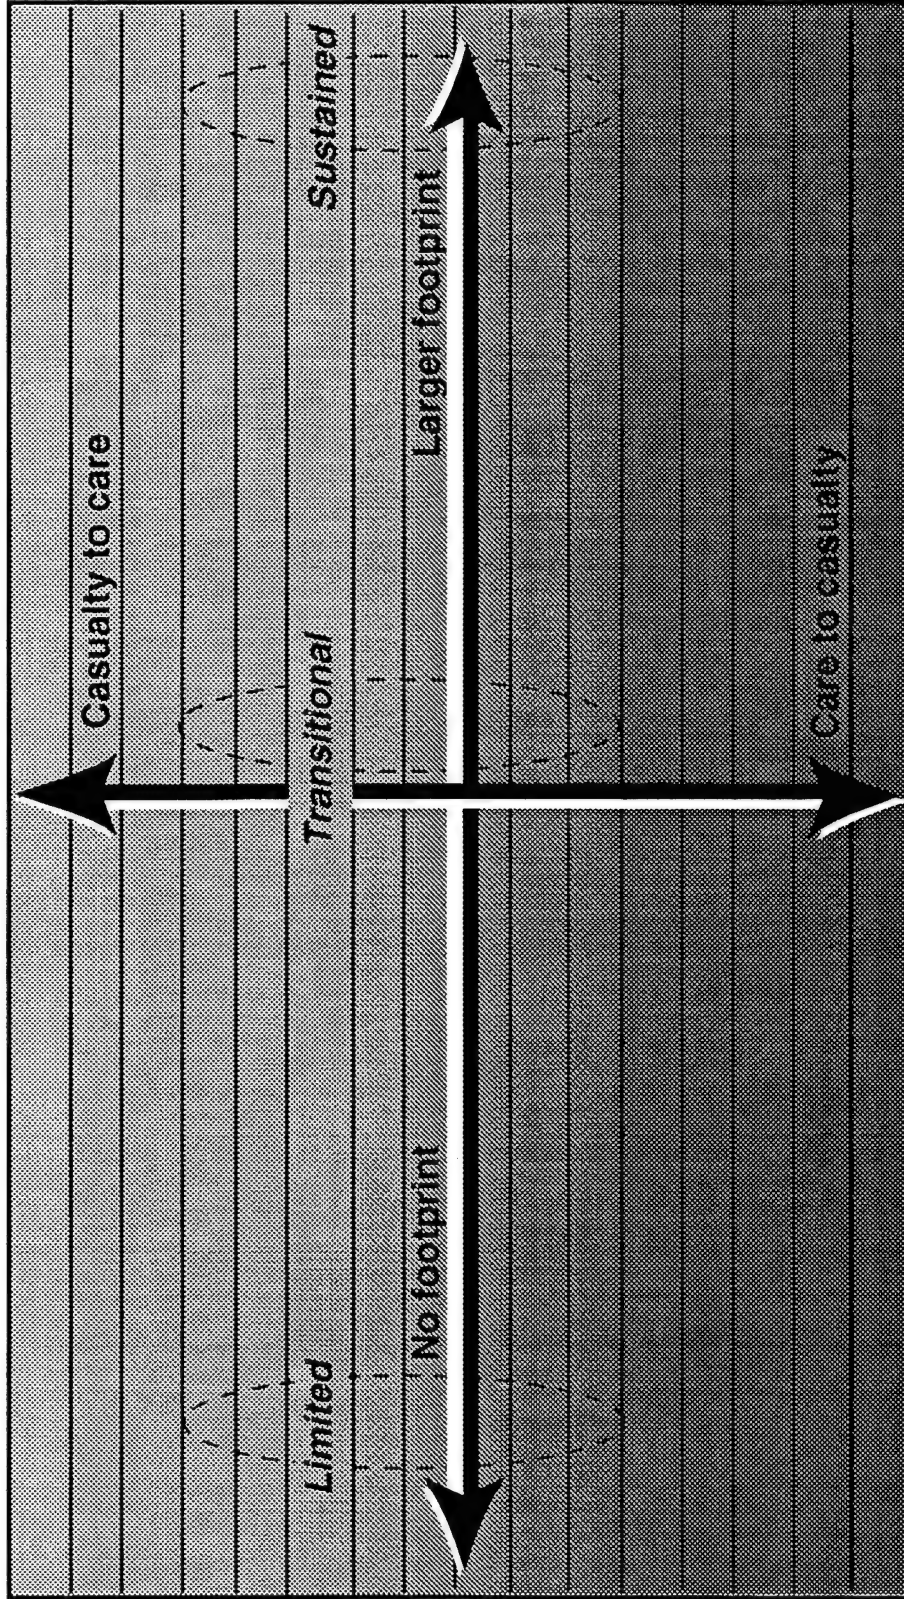 Casualty to care
Limited
Transitional
Sustained
No footprint
Larger footprint
Care to casualty